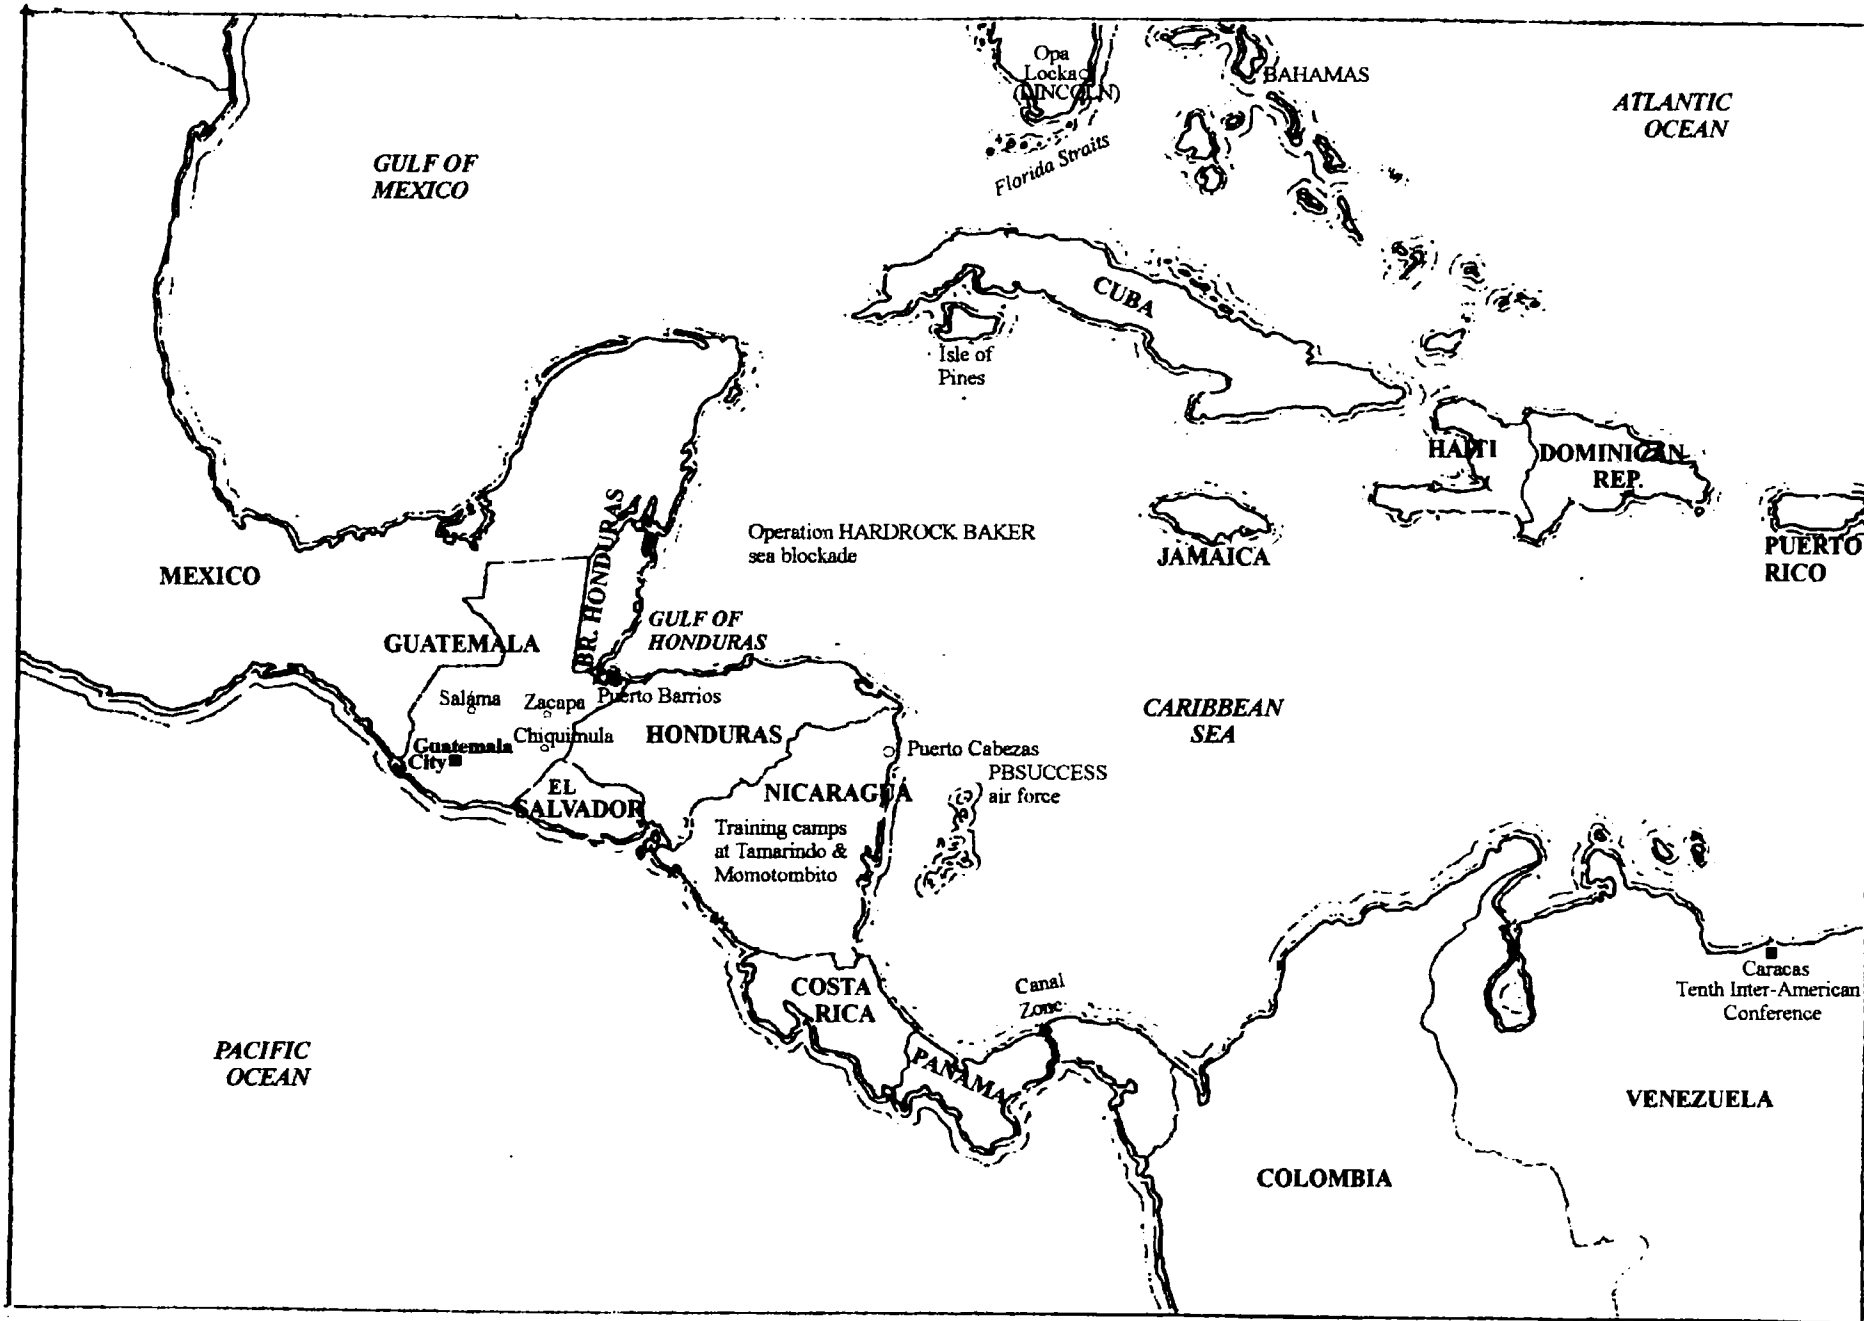 Opa
Locka
(LINCOLN)
BAHAMAS
ATLANTIC
OCEAN
GULF OF
MEXICO
Florida Straits
CUBA
Isle of
Pines
HAITI
DOMINICAN
REP.
Operation HARDROCK BAKER
sea blockade
JAMAICA
PUERTO
RICO
MEXICO
BR. HONDURAS
GULF OF
HONDURAS
GUATEMALA
Saláma
Zacapa
Puerto Barrios
CARIBBEAN
SEA
Chiquimula
HONDURAS
Guatemala
City
Puerto Cabezas
PBSUCCESS
air force
EL
SALVADOR
NICARAGUA
Training camps
at Tamarindo &
Momotombito
COSTA
RICA
Canal
Zone
Caracas
Tenth Inter-American
Conference
PACIFIC
OCEAN
PANAMA
VENEZUELA
COLOMBIA